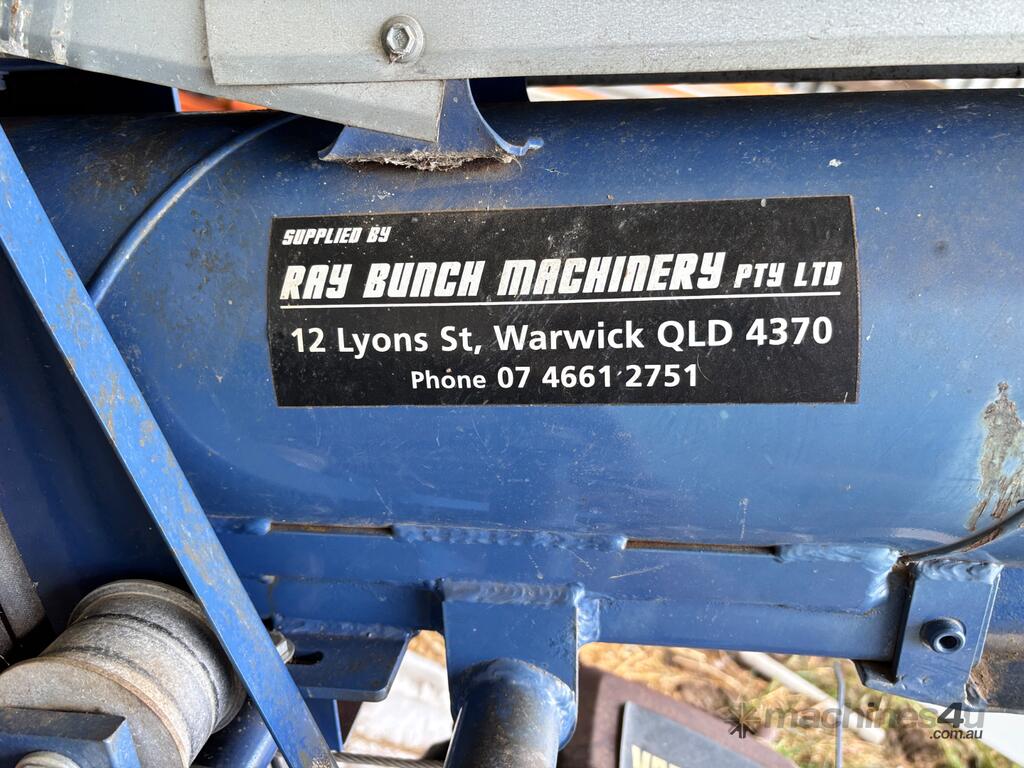 SUPPLIED BY
RAY BUNCH MACHINERY PTY LTD
12 Lyons St, Warwick QLD 4370
Phone 07 4661 2751
machines4u
.com.au